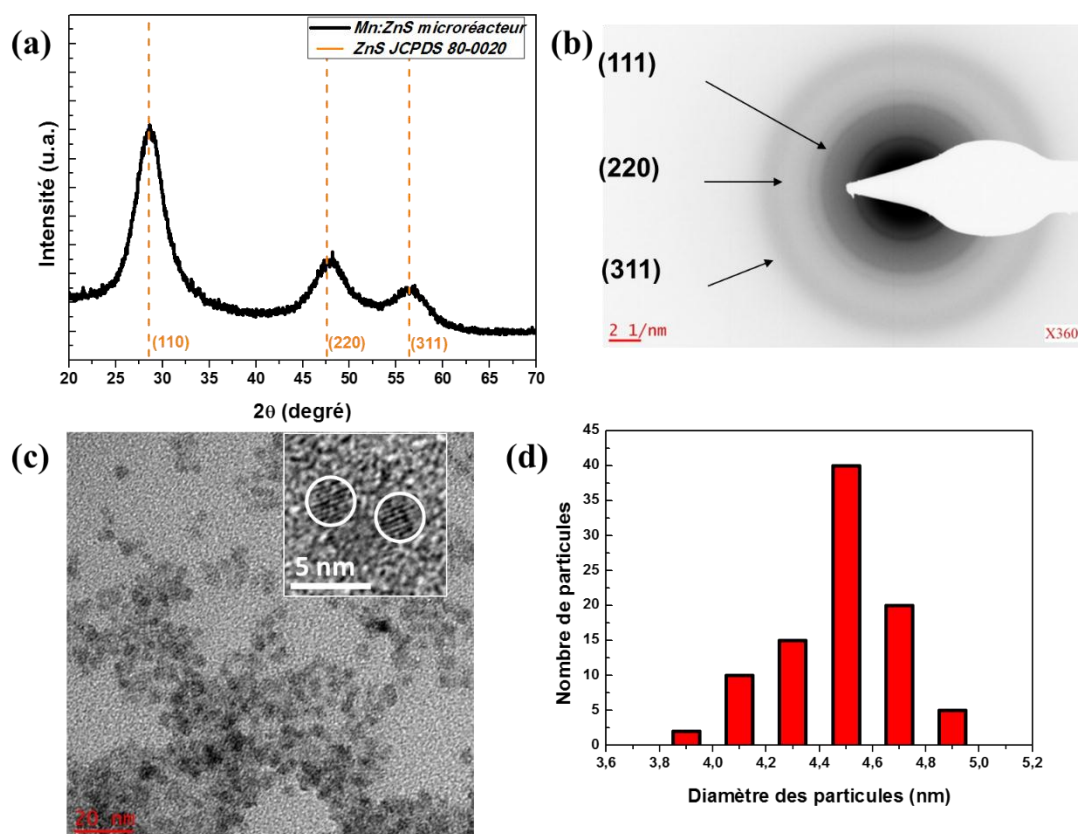 (a)
Mn:ZnS microréacteur
ZnS JCPDS 80-0020
Intensité (u.a.)
(110)
(220)
(311)
20 25 30 35 40 45 50 55 60 65 70
2θ (degré)
(b)
(111)
(220)
(311)
2 1/nm
X360
(c)
5 nm
20 nm
(d)
45
40
35
30
25
20
15
10
5
0
Nombre de particules
3,6 3,8 4,0 4,2 4,4 4,6 4,8 5,0 5,2
Diamètre des particules (nm)